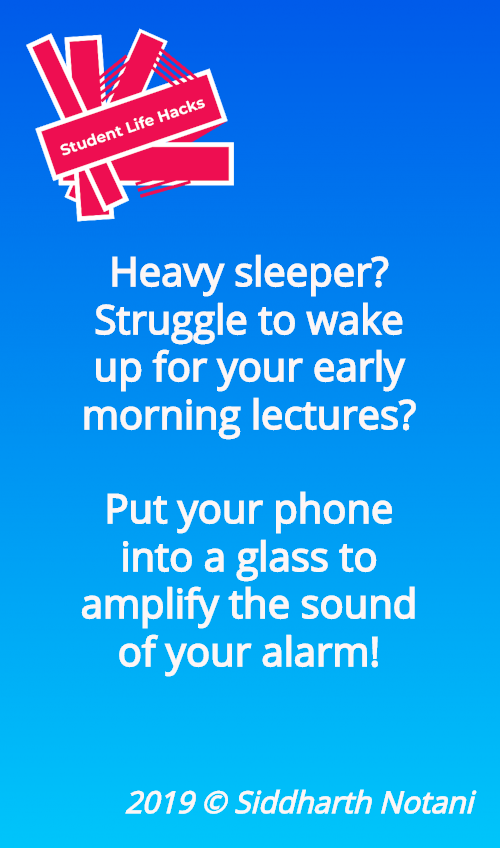 Student Life Hacks
Heavy sleeper?
Struggle to wake
up for your early
morning lectures?
Put your phone
into a glass to
amplify the sound
of your alarm!
2019 © Siddharth Notani